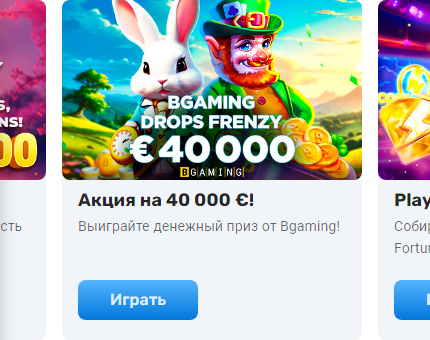 S,
NS!
00
BGAMING
DROPS FRENZY
€40 000
BGAMING
Акция на 40 000 €!
Play
сть
Выиграйте денежный приз от Bgaming!
Собир
Fortun
Играть